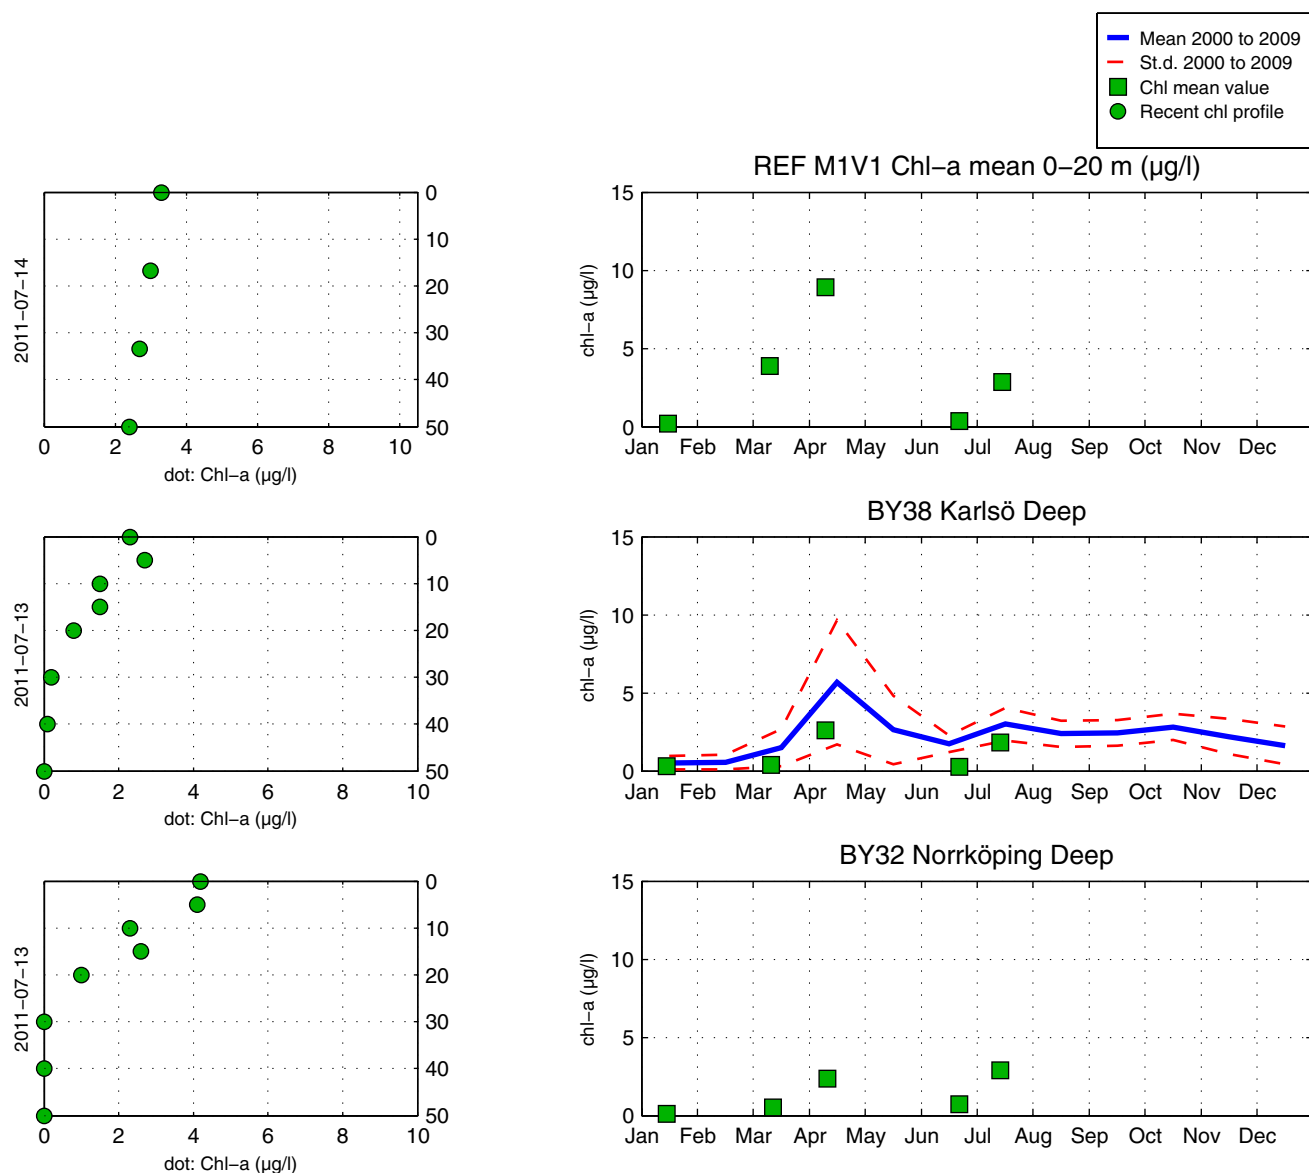 Mean 2000 to 2009
St.d. 2000 to 2009
Chl mean value
Recent chl profile
2011−07−14
0
10
20
30
40
50
0 2 4 6 8 10
dot: Chl−a (µg/l)
REF M1V1 Chl−a mean 0−20 m (µg/l)
chl−a (µg/l)
15
10
5
0
Jan Feb Mar Apr May Jun Jul Aug Sep Oct Nov Dec
2011−07−13
0
10
20
30
40
50
0 2 4 6 8 10
dot: Chl−a (µg/l)
BY38 Karlsö Deep
chl−a (µg/l)
15
10
5
0
Jan Feb Mar Apr May Jun Jul Aug Sep Oct Nov Dec
2011−07−13
0
10
20
30
40
50
0 2 4 6 8 10
dot: Chl−a (µg/l)
BY32 Norrköping Deep
chl−a (µg/l)
15
10
5
0
Jan Feb Mar Apr May Jun Jul Aug Sep Oct Nov Dec